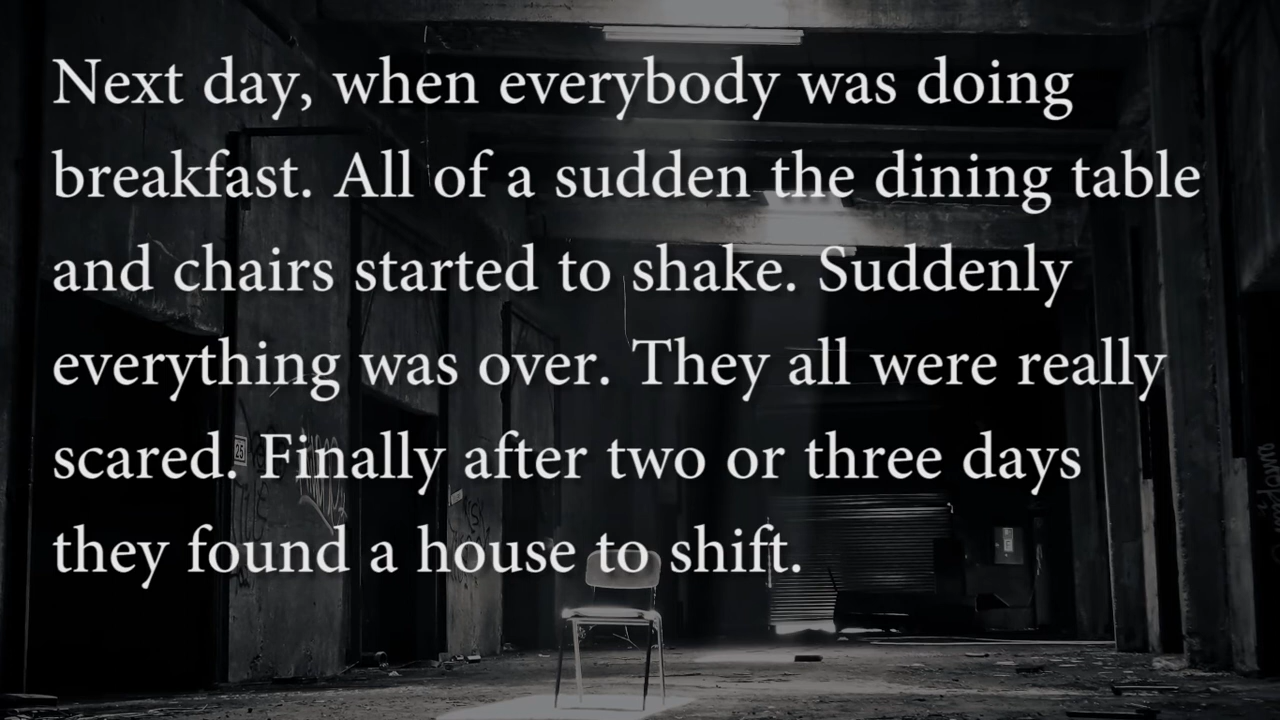 Next day, when everybody was doing
breakfast. All of a sudden the dining table
and chairs started to shake. Suddenly
everything was over. They all were really
scared. Finally after two or three days
they found a house to shift.
25